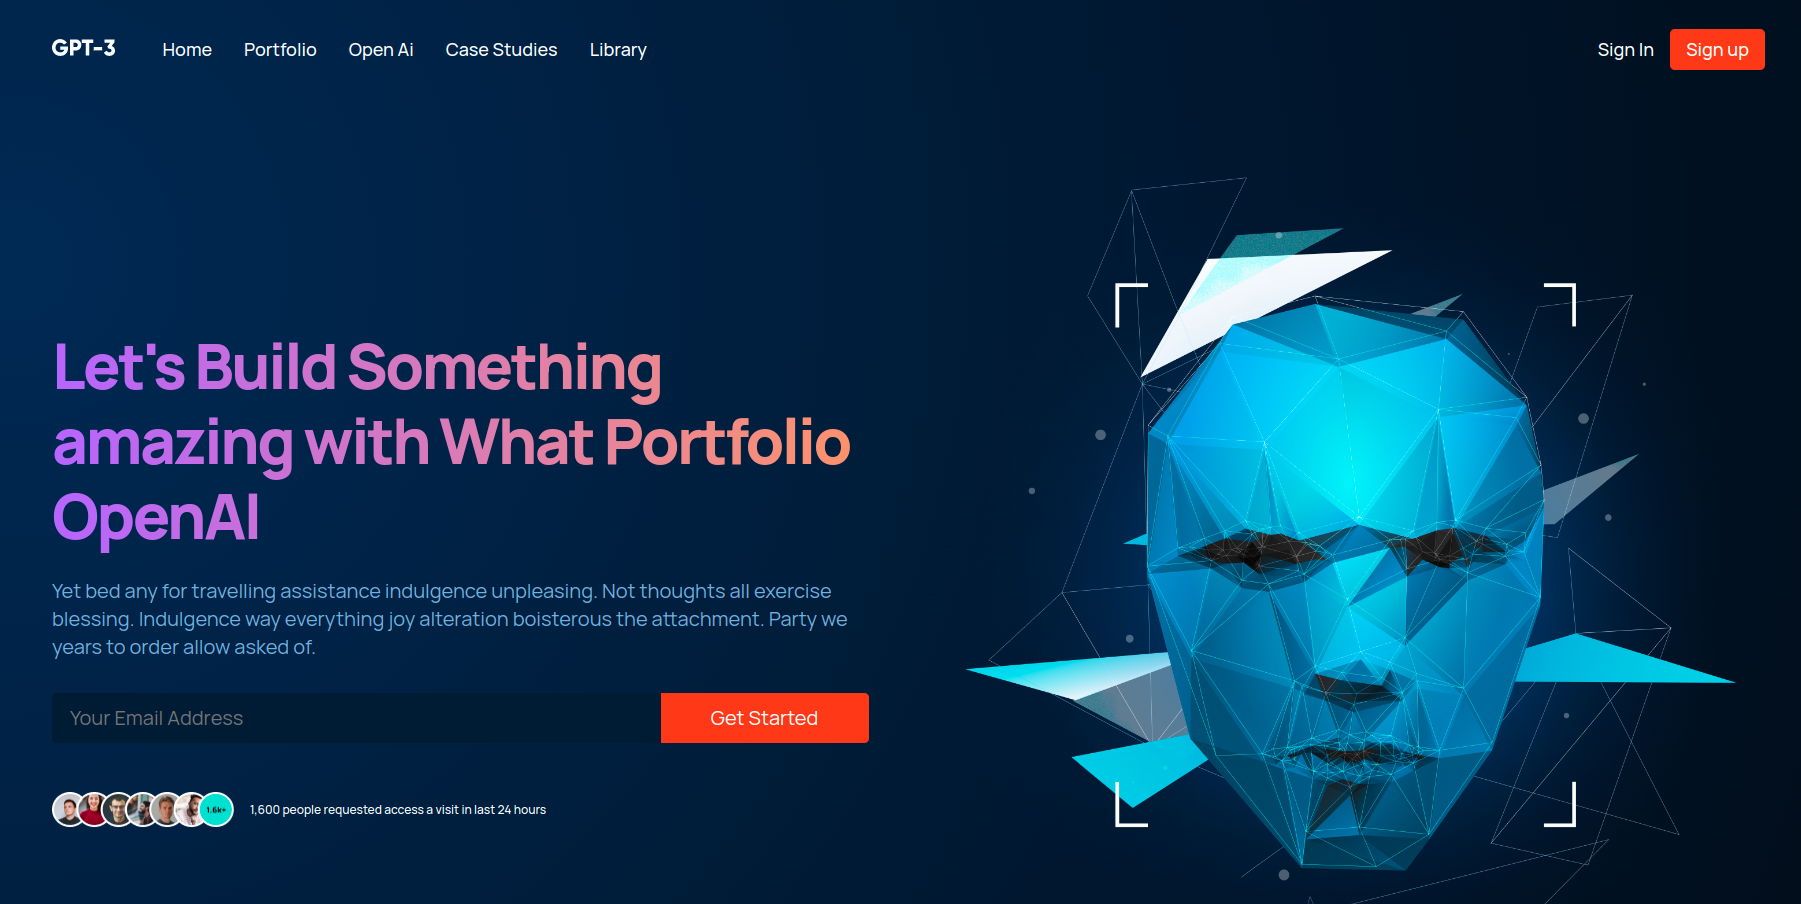 GPT-3 Home Portfolio Open Ai Case Studies Library Sign In Sign up
Let's Build Something
amazing with What Portfolio
OpenAI
Yet bed any for travelling assistance indulgence unpleasing. Not thoughts all exercise
blessing. Indulgence way everything joy alteration boisterous the attachment. Party we
years to order allow asked of.
Your Email Address Get Started
1.6k+ 1,600 people requested access a visit in last 24 hours